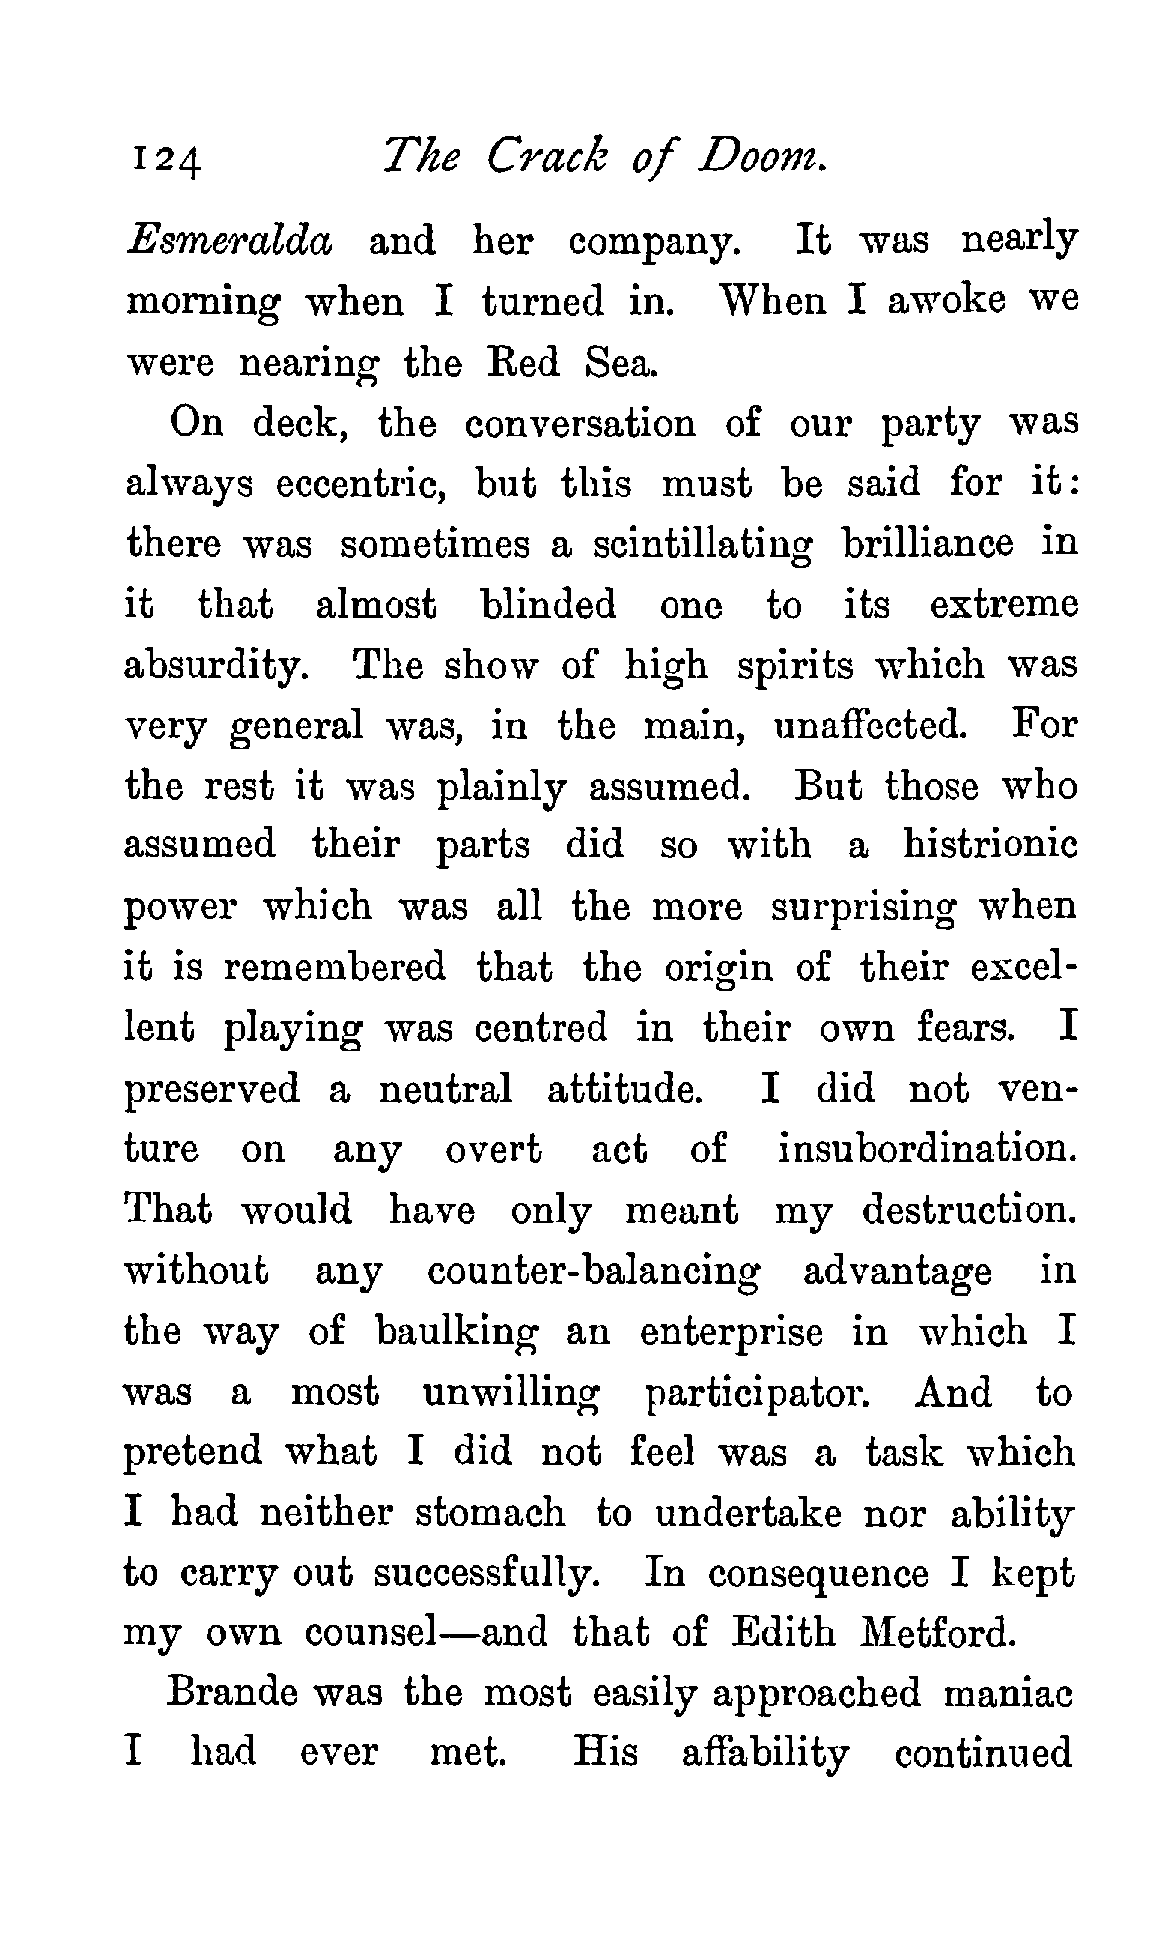 124 The Crack of Doom.
Esmeralda and her company. It was nearly
morning when I turned in. When I awoke we
were nearing the Red Sea.
On deck, the conversation of our party was
always eccentric, but this must be said for it:
there was sometimes a scintillating brilliance in
it that almost blinded one to its extreme
absurdity. The show of high spirits which was
very general was, in the main, unaffected. For
the rest it was plainly assumed. But those who
assumed their parts did so with a histrionic
power which was all the more surprising when
it is remembered that the origin of their excel-
lent playing was centred in their own fears. I
preserved a neutral attitude. I did not ven-
ture on any overt act of insubordination.
That would have only meant my destruction.
without any counter-balancing advantage in
the way of baulking an enterprise in which I
was a most unwilling participator. And to
pretend what I did not feel was a task which
I had neither stomach to undertake nor ability
to carry out successfully. In consequence I kept
my own counsel—and that of Edith Metford.
Brande was the most easily approached maniac
I had ever met. His affability continued